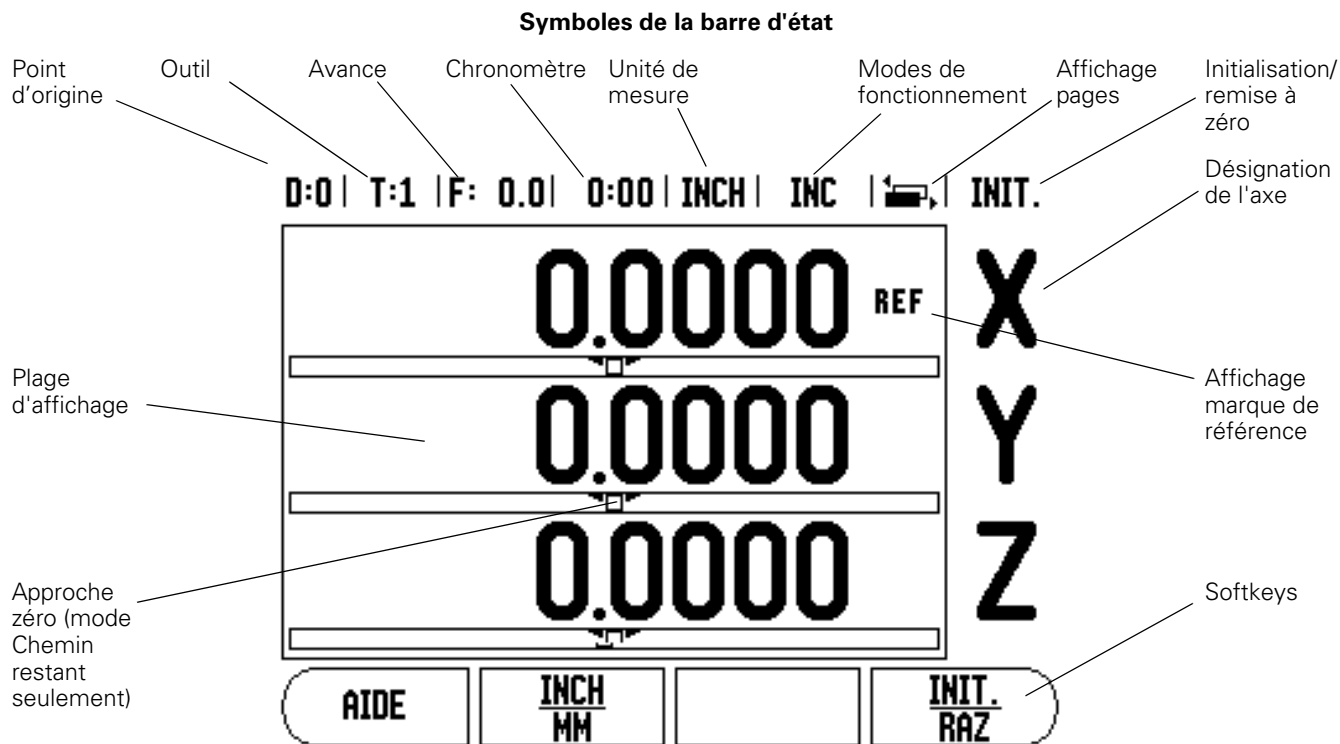 Symboles de la barre d'état
Point
d'origine
Outil
Avance
Chronomètre
Unité de
mesure
Modes de
fonctionnement
Affichage
pages
Initialisation/
remise à
zéro
D:0 | T:1 | F: 0.0 | 0:00 | INCH | INC | | INIT.
Désignation
de l'axe
0.0000 REF X
Plage
d'affichage
0.0000 Y
Affichage
marque de
référence
0.0000 Z
Approche
zéro (mode
Chemin
restant
seulement)
Softkeys
AIDE
INCH
MM
INIT.
RAZ